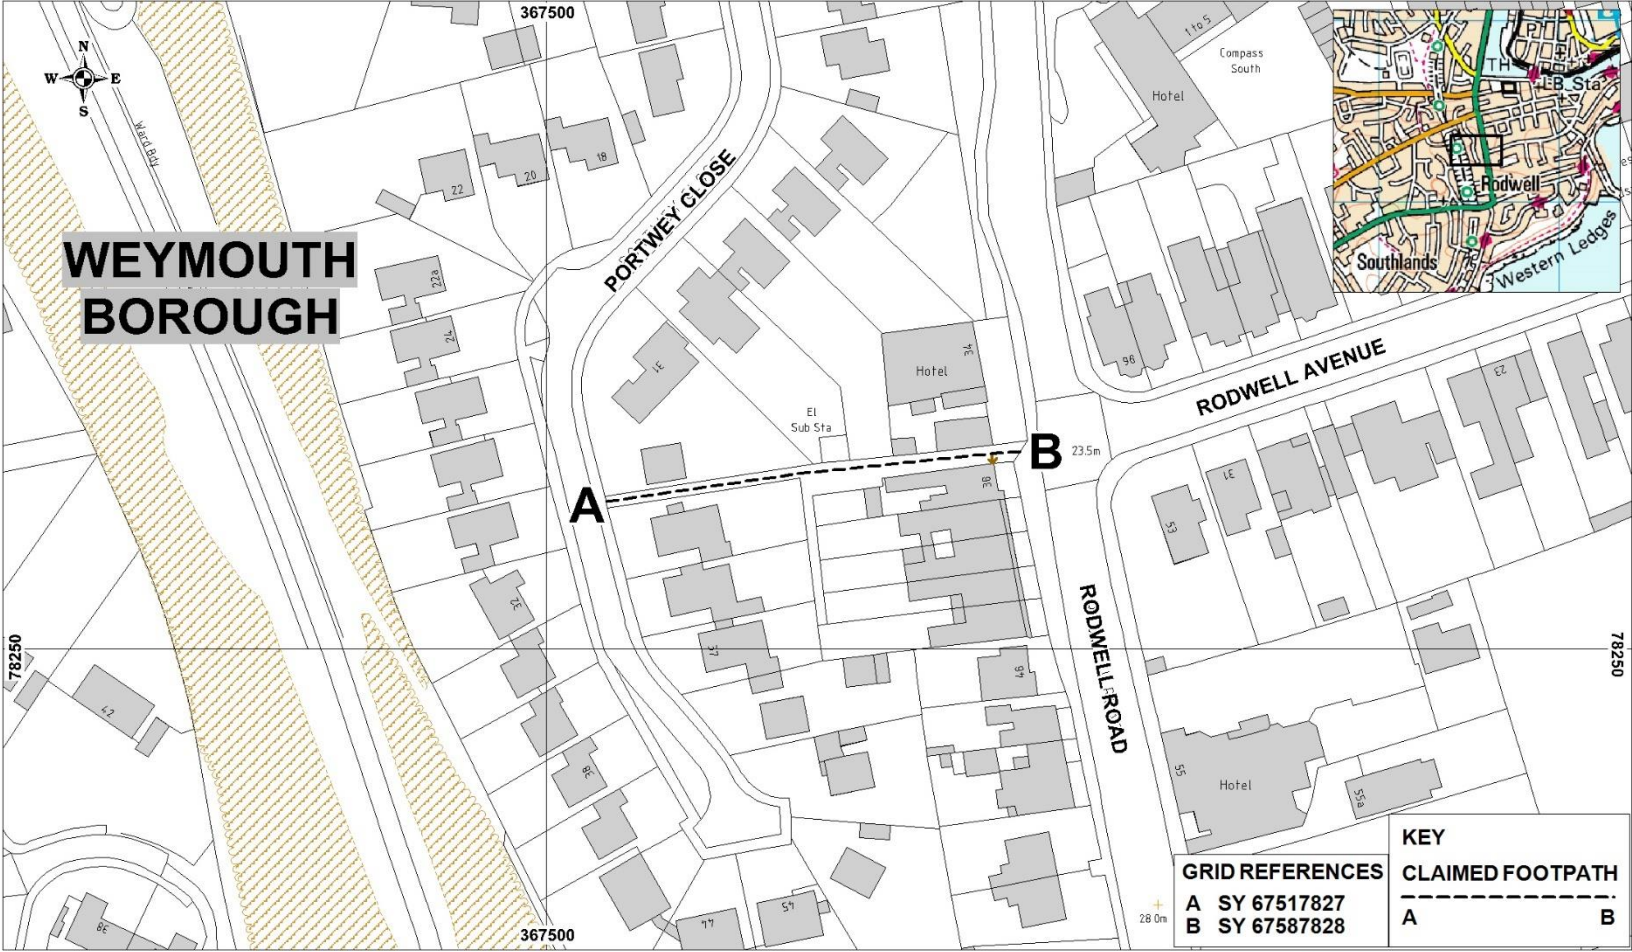 367500
N
W E
S
Ward Bdy
1 to 5
Compass
South
Hotel
TH
LB Sta
Rodwell
Southlands
Western Ledges
18
20
22
PORTWEY CLOSE
WEYMOUTH
BOROUGH
22a
24
31
34
Hotel
96
RODWELL AVENUE
23
El
Sub Sta
A
B
23.5m
36
31
53
32
RODWELL ROAD
78250
78250
37
46
42
38
55
Hotel
55a
38
44
45
28.0m
367500
GRID REFERENCES
A SY 67517827
B SY 67587828
KEY
CLAIMED FOOTPATH
A B